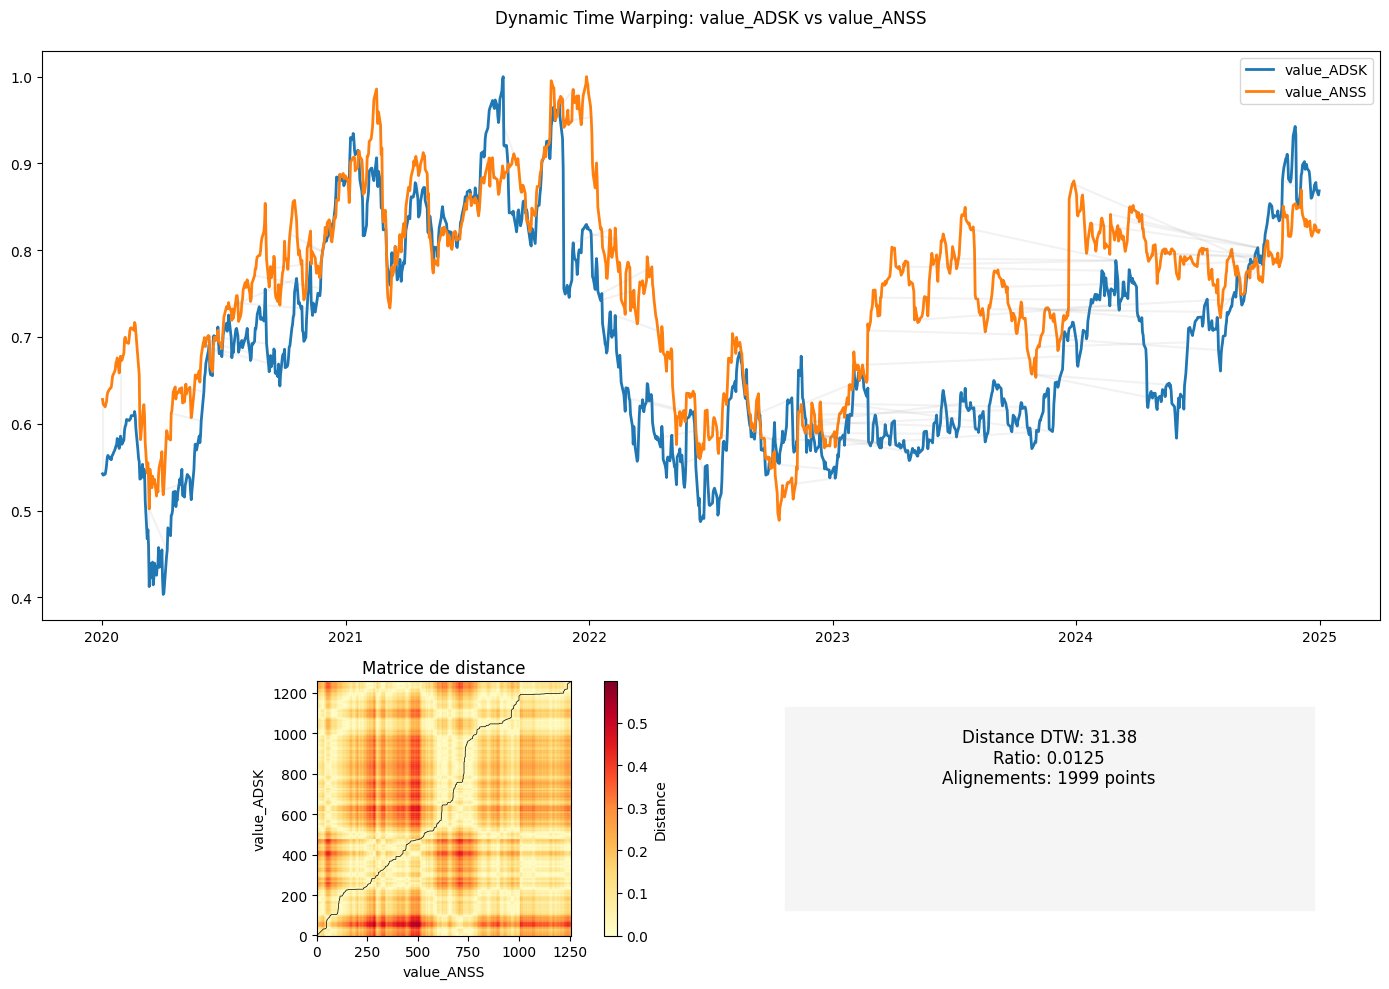 Dynamic Time Warping: value_ADSK vs value_ANSS
1.0
0.9
0.8
0.7
0.6
0.5
0.4
value_ADSK
value_ANSS
2020 2021 2022 2023 2024 2025
Matrice de distance
1200
1000
800
600
400
200
0
value_ADSK
0 250 500 750 1000 1250
value_ANSS
0.5
0.4
0.3
0.2
0.1
0.0
Distance
Distance DTW: 31.38
Ratio: 0.0125
Alignements: 1999 points